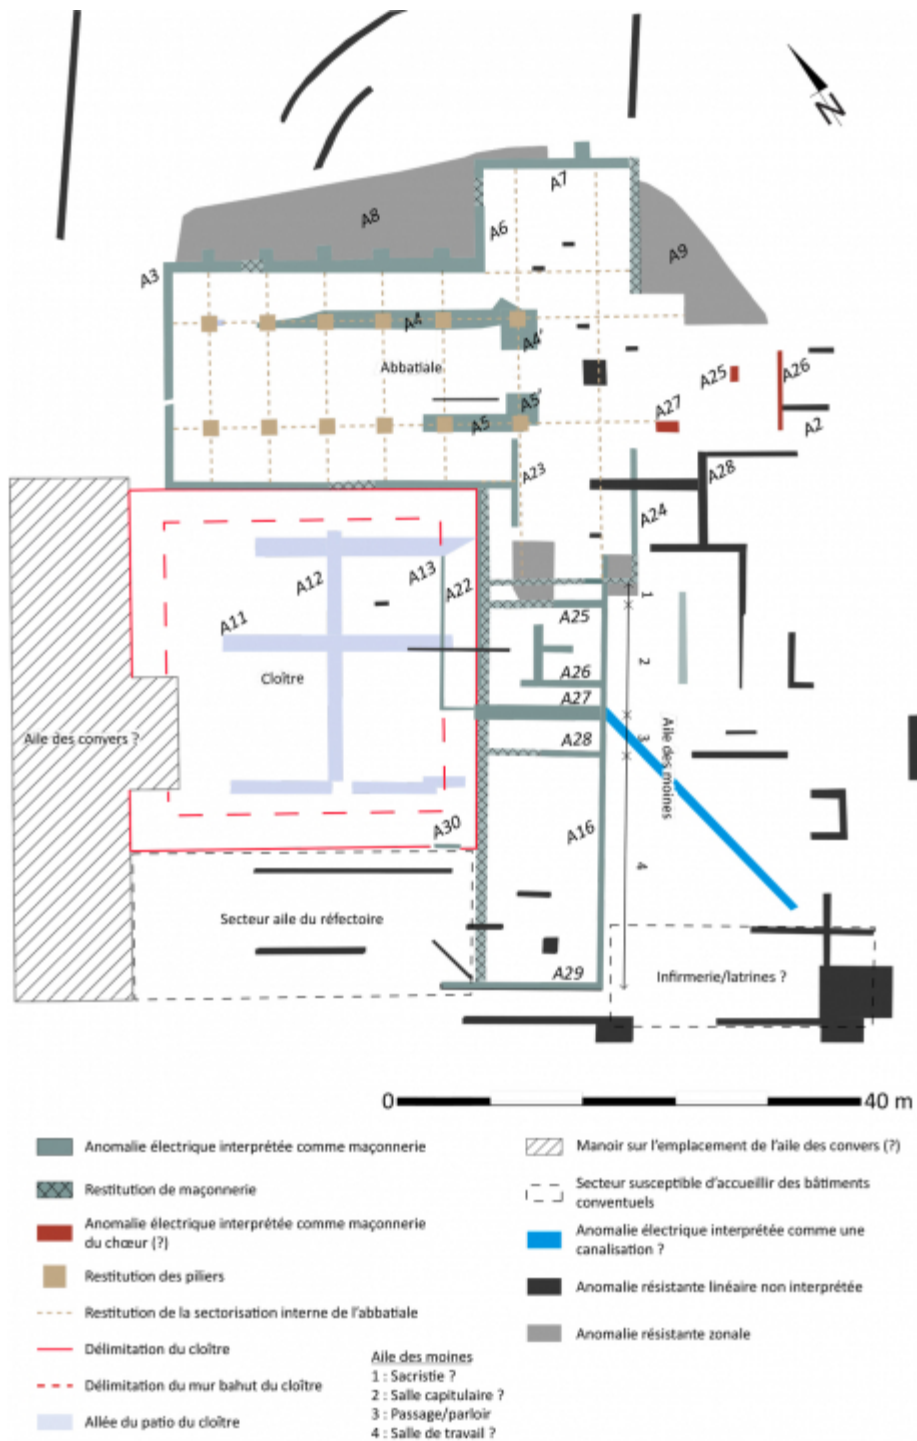 N
A8
A7
A6
A9
A3
A4
A4'
Abbatiale
A25
A26
A5'
A5
A27
A2
A28
A23
A24
A13
A12
A22
A11
1
A25
2
A26
Cloître
A27
Aile des convers ?
A28
3
Aile des moines
A30
A16
4
Secteur aile du réfectoire
A29
Infirmerie/latrines ?
0 40 m
Anomalie électrique interprétée comme maçonnerie
Restitution de maçonnerie
Anomalie électrique interprétée comme maçonnerie
du chœur (?)
Restitution des piliers
Restitution de la sectorisation interne de l'abbatiale
Délimitation du cloître
Délimitation du mur bahut du cloître
Allée du patio du cloître
Aile des moines
1 : Sacristie ?
2 : Salle capitulaire ?
3 : Passage/parloir
4 : Salle de travail ?
Manoir sur l'emplacement de l'aile des convers (?)
Secteur susceptible d'accueillir des bâtiments
conventuels
Anomalie électrique interprétée comme une
canalisation ?
Anomalie résistante linéaire non interprétée
Anomalie résistante zonale